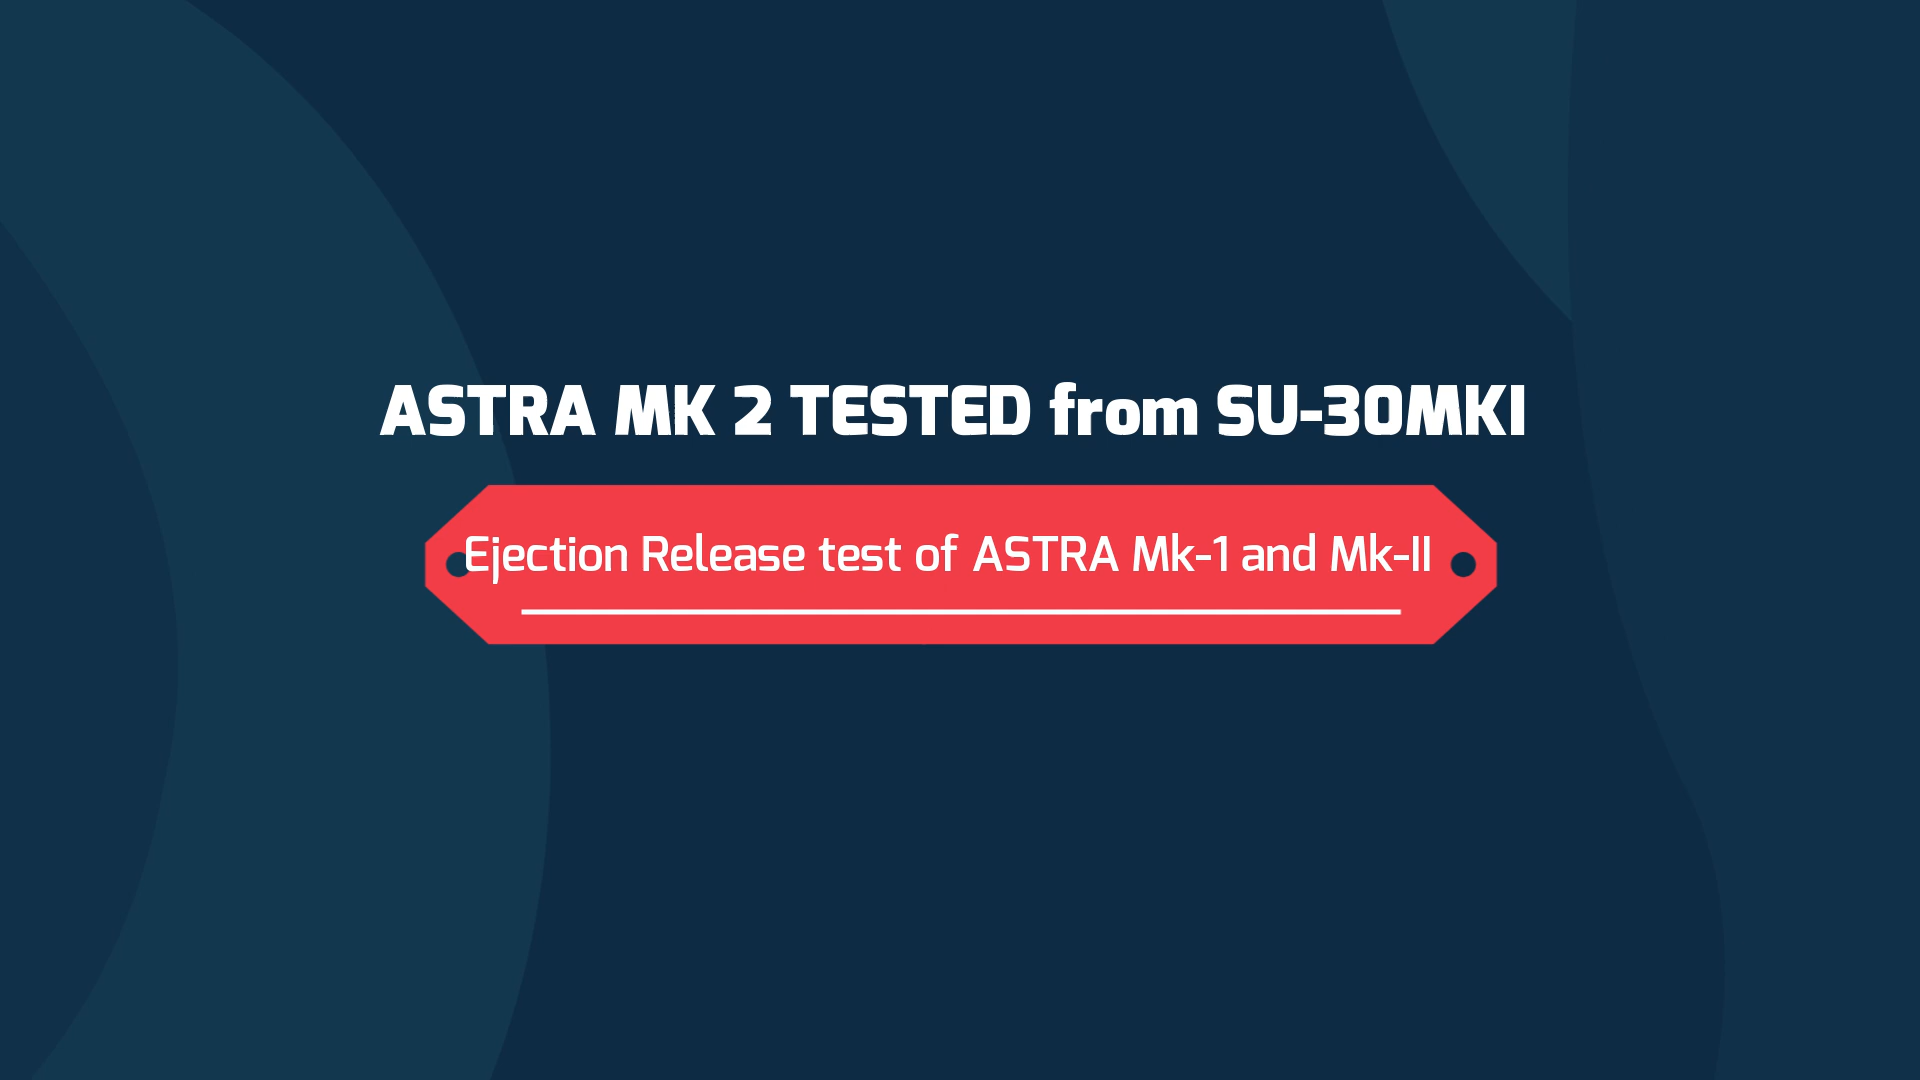 ASTRA MK 2 TESTED from SU-30MKI
Ejection Release test of ASTRA Mk-1 and Mk-II